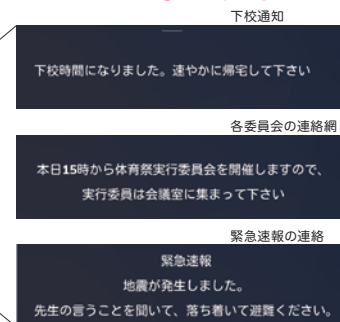 下校通知
下校時間になりました。速やかに帰宅して下さい
各委員会の連絡網
本日15時から体育祭実行委員会を開催しますので、
実行委員は会議室に集まって下さい
緊急速報の連絡
緊急速報
地震が発生しました。
先生の言うことを聞いて、落ち着いて避難ください。